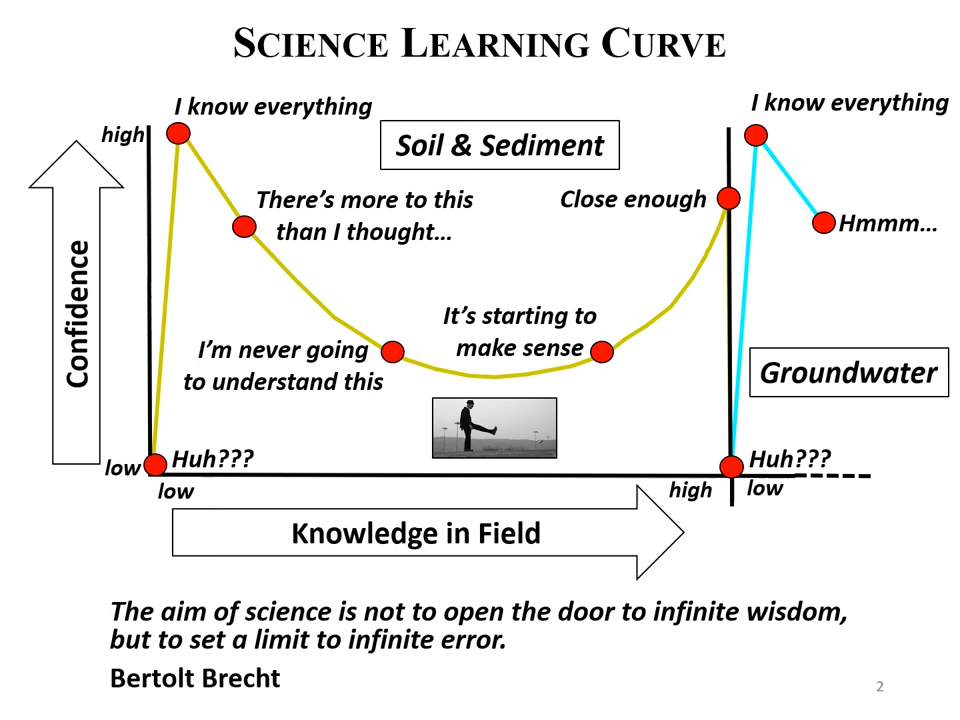 SCIENCE LEARNING CURVE
I know everything
I know everything
high
Soil & Sediment
There’s more to this
than I thought…
Close enough
Hmmm…
Confidence
It’s starting to
make sense
I’m never going
to understand this
Groundwater
low
Huh???
Huh???
low
high
low
Knowledge in Field
The aim of science is not to open the door to infinite wisdom,
but to set a limit to infinite error.
Bertolt Brecht
2